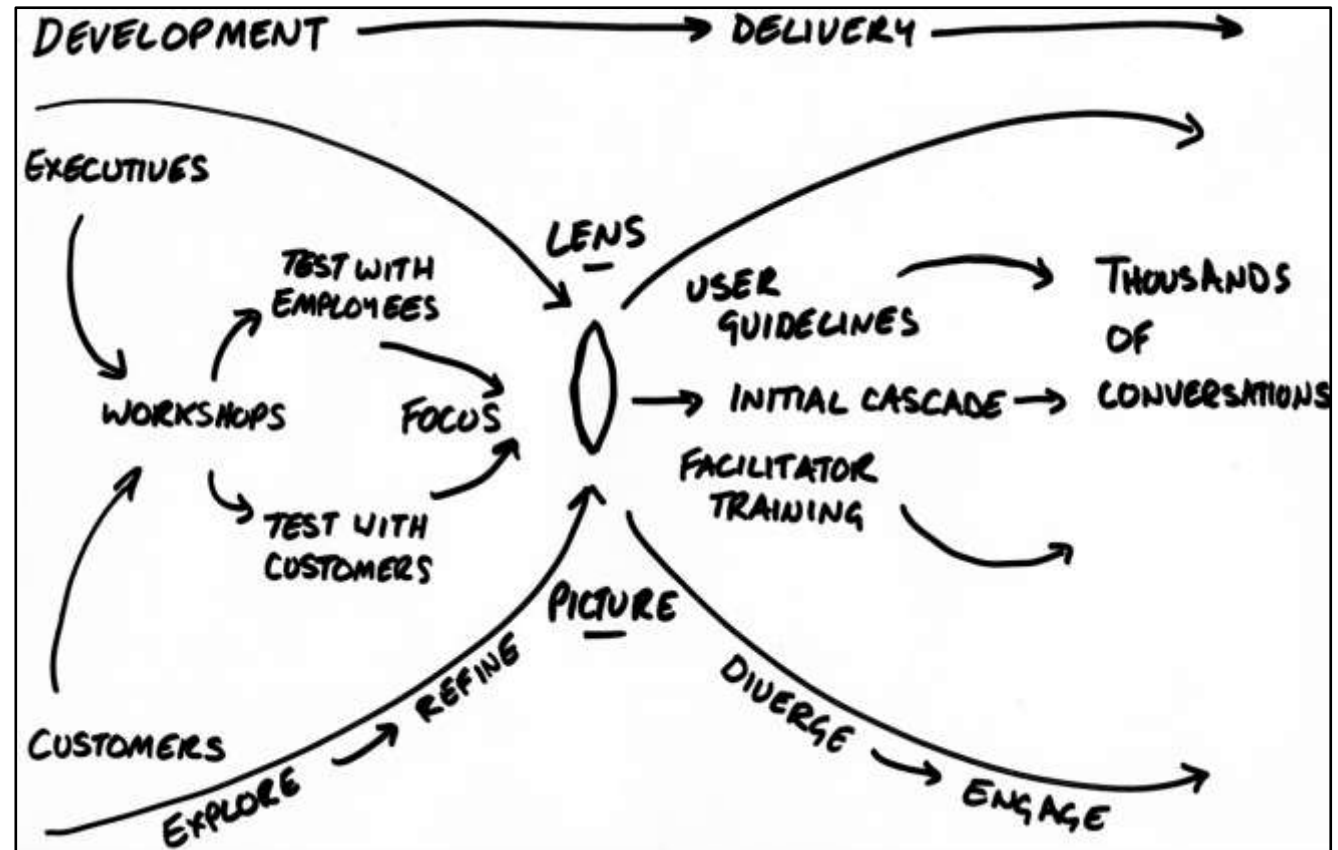 DEVELOPMENT
DELIVERY
EXECUTIVES
LENS
TEST WITH
EMPLOYEES
USER
GUIDELINES
THOUSANDS
OF
CONVERSATIONS
WORKSHOPS
FOCUS
INITIAL CASCADE
FACILITATOR
TRAINING
TEST WITH
CUSTOMERS
PICTURE
CUSTOMERS
EXPLORE
REFINE
DIVERGE
ENGAGE